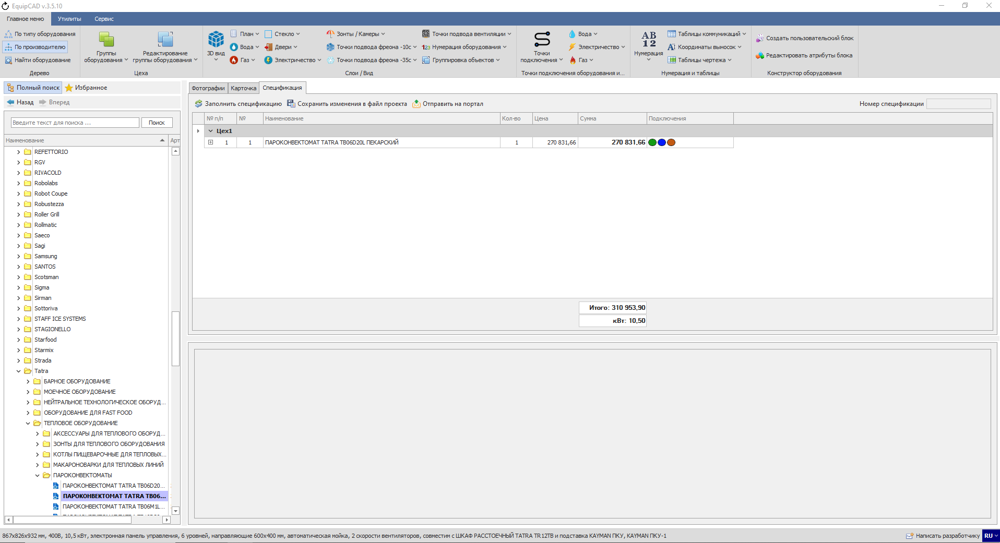 EquipCAD v.3.5.10
Главное меню
Утилиты
Сервис
По типу оборудования
По производителю
Найти оборудование
Дерево
Группы оборудования
Редактирование группы оборудования
Цеха
3D вид
План
Вода
Газ
Стекло
Двери
Электричество
Зонты / Камеры
Точки подвода фреона -10с
Точки подвода фреона -35с
Точки подвода вентиляции
123 Нумерация оборудования
Группировка объектов
Слои / Вид
Точки подключения
Вода
Электричество
Газ
Точки подключения оборудования и...
AB
12
Нумерация
Таблицы коммуникаций
Координаты выносок
Таблицы чертежа
Нумерация и таблицы
Создать пользовательский блок
Редактировать атрибуты блока
Конструктор оборудования
Полный поиск
Избранное
Назад
Вперед
Введите текст для поиска ...
Поиск
Наименование
Арт
REFETTORIO
RGV
RIVACOLD
Robolabs
Robot Coupe
Robustezza
Roller Grill
Rollmatic
Saeco
Sagi
Samsung
SANTOS
Scotsman
Sigma
Sirman
Sottoriva
STAFF ICE SYSTEMS
STAGIONELLO
Starfood
Starmix
Strada
Tatra
БАРНОЕ ОБОРУДОВАНИЕ
МОЕЧНОЕ ОБОРУДОВАНИЕ
НЕЙТРАЛЬНОЕ ТЕХНОЛОГИЧЕСКОЕ ОБОРУД...
ОБОРУДОВАНИЕ ДЛЯ FAST FOOD
ТЕПЛОВОЕ ОБОРУДОВАНИЕ
АКСЕССУАРЫ ДЛЯ ТЕПЛОВОГО ОБОРУД...
ЗОНТЫ ДЛЯ ТЕПЛОВОГО ОБОРУДОВАНИЯ
КОТЛЫ ПИЩЕВАРОЧНЫЕ ДЛЯ ТЕПЛОВЫХ...
МАКАРОНОВАРКИ ДЛЯ ТЕПЛОВЫХ ЛИНИЙ
ПАРОКОНВЕКТОМАТЫ
ПАРОКОНВЕКТОМАТ TATRA TB06D20...
ПАРОКОНВЕКТОМАТ TATRA TB06...
ПАРОКОНВЕКТОМАТ TATRA TB06M1L...
Фотографии
Карточка
Спецификация
Заполнить спецификацию
Сохранить изменения в файл проекта
Отправить на портал
Номер спецификации
№ п/п
№
Наименование
Кол-во
Цена
Сумма
Подключения
Цех1
1 1 ПАРОКОНВЕКТОМАТ TATRA TB06D20L ПЕКАРСКИЙ 1 270 831,66 270 831,66
Итого: 310 953,90
кВт: 10,50
867x826x932 мм, 400В, 10,5 кВт, электронная панель управления, 6 уровней, направляющие 600x400 мм, автоматическая мойка, 2 скорости вентиляторов, совместим с ШКАФ РАССТОЕЧНЫЙ TATRA TR12TB и подставка KAYMAN ПКУ, KAYMAN ПКУ-1
Написать разработчику
RU